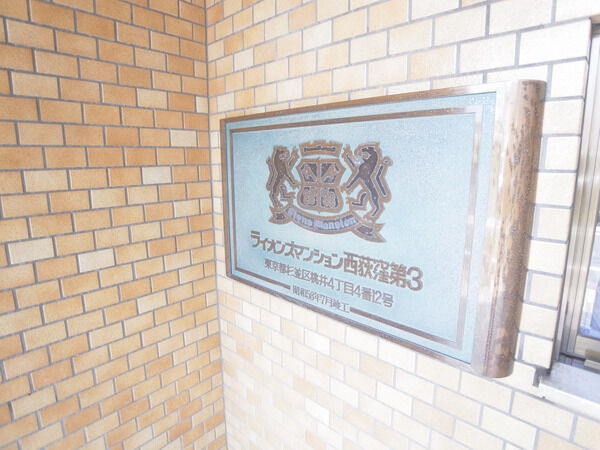 Lions Mansion
ライオンズマンション西荻窪第3
東京都杉並区桃井4丁目4番12号
昭和58年7月竣工